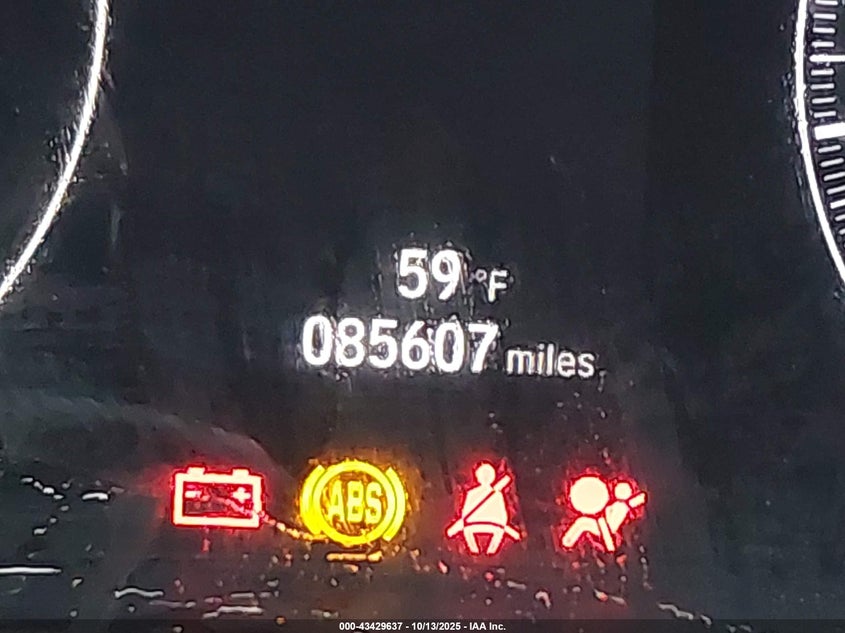 59 °F
085607 miles
ABS
000-43429637 - 10/13/2025 - IAA Inc.